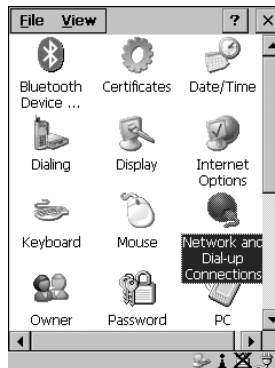 File View ? ×
Bluetooth Device ...
Certificates
Date/Time
Dialing
Display
Internet Options
Keyboard
Mouse
Network and Dial-up Connections
Owner
Password
PC